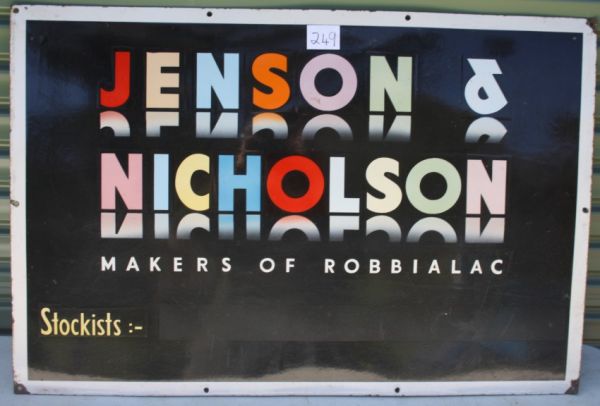 249
JENSON &
NICHOLSON
MAKERS OF ROBBIALAC
Stockists :-